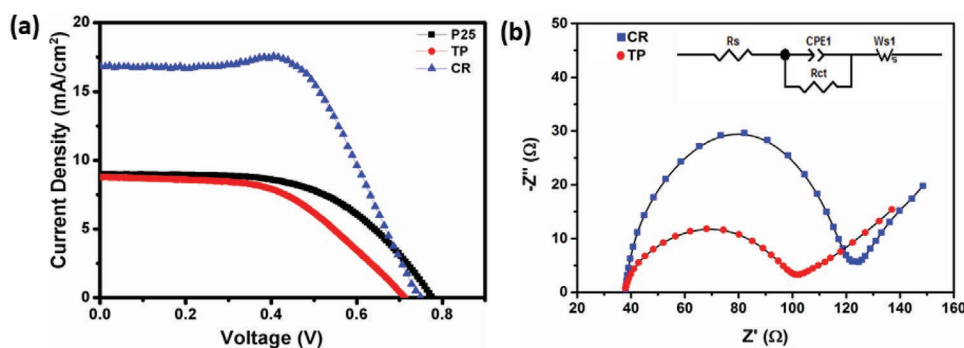 (a)
Current Density (mA/cm²)
20
15
10
5
0
P25
TP
CR
0.0 0.2 0.4 0.6 0.8
Voltage (V)
(b)
-Z" (Ω)
50
40
30
20
10
0
CR
TP
Rs CPE1 Ws1
Rct
s
20 40 60 80 100 120 140 160
Z' (Ω)